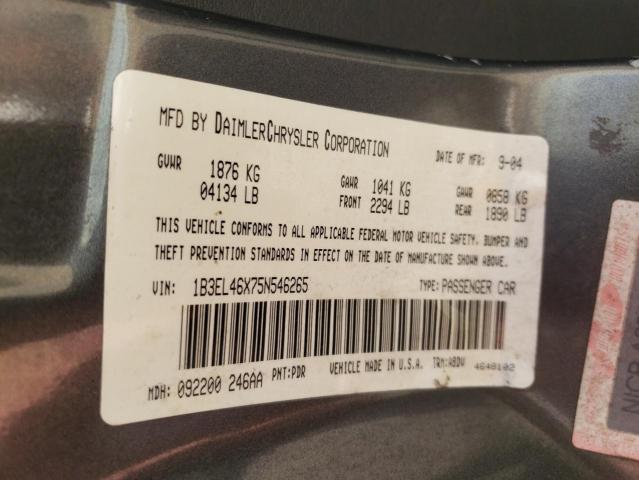 MFD BY DAIMLERCHRYSLER CORPORATION DATE OF MFR: 9-04
GVWR 1876 KG GAWR 1041 KG GAWR 0858 KG
04134 LB FRONT 2294 LB REAR 1890 LB
THIS VEHICLE CONFORMS TO ALL APPLICABLE FEDERAL MOTOR VEHICLE SAFETY, BUMPER AND
THEFT PREVENTION STANDARDS IN EFFECT ON THE DATE OF MANUFACTURE SHOWN ABOVE.
VIN: 1B3EL46X75N546265 TYPE: PASSENGER CAR
MDH: 092200 246AA PNT:PDR VEHICLE MADE IN U.S.A. TRM:A8DV 4648102
NICB